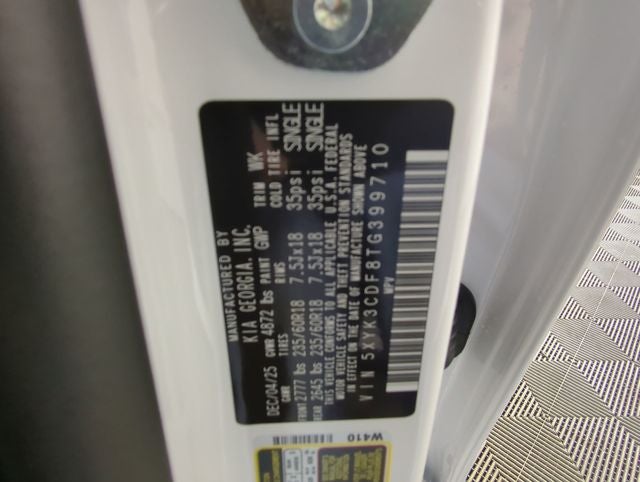 MANUFACTURED BY
KIA GEORGIA, INC.
DEC/04/25 GVWR 4872 lbs PAINT GWP TRIM WK
GAWR TIRES RIMS COLD TIRE INFL
FRONT 2777 lbs 235/60R18 7.5Jx18 35psi SINGLE
REAR 2645 lbs 235/60R18 7.5Jx18 35psi SINGLE
THIS VEHICLE CONFORMS TO ALL APPLICABLE U.S.A. FEDERAL
MOTOR VEHICLE SAFETY AND THEFT PREVENTION STANDARDS
IN EFFECT ON THE DATE OF MANUFACTURE SHOWN ABOVE
VIN 5XYK3CDF8TG399710
MPV
W410